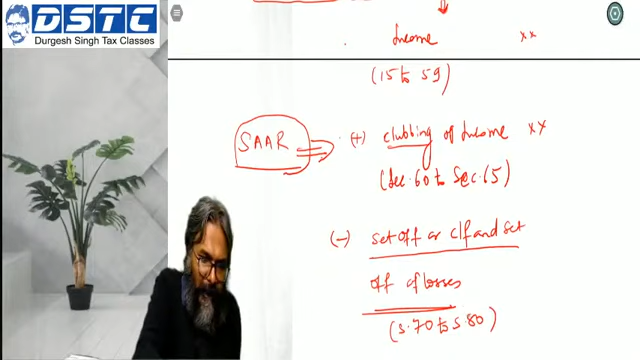 DSTC
Durgesh Singh Tax Classes
Income xx
(15 to 59)
SAAR
(+) clubbing of Income xx
(Sec. 60 to Sec. 65)
(-) set off or c/f and set
off of losses
(S. 70 to S. 80)